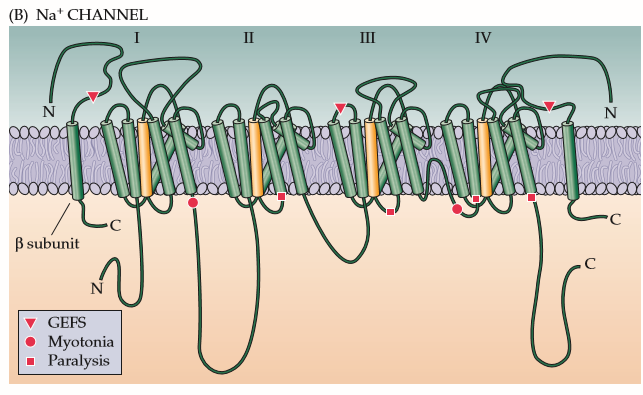 (B) Na⁺ CHANNEL
I II III IV
N N
C C
β subunit
N C
GEFS
Myotonia
Paralysis